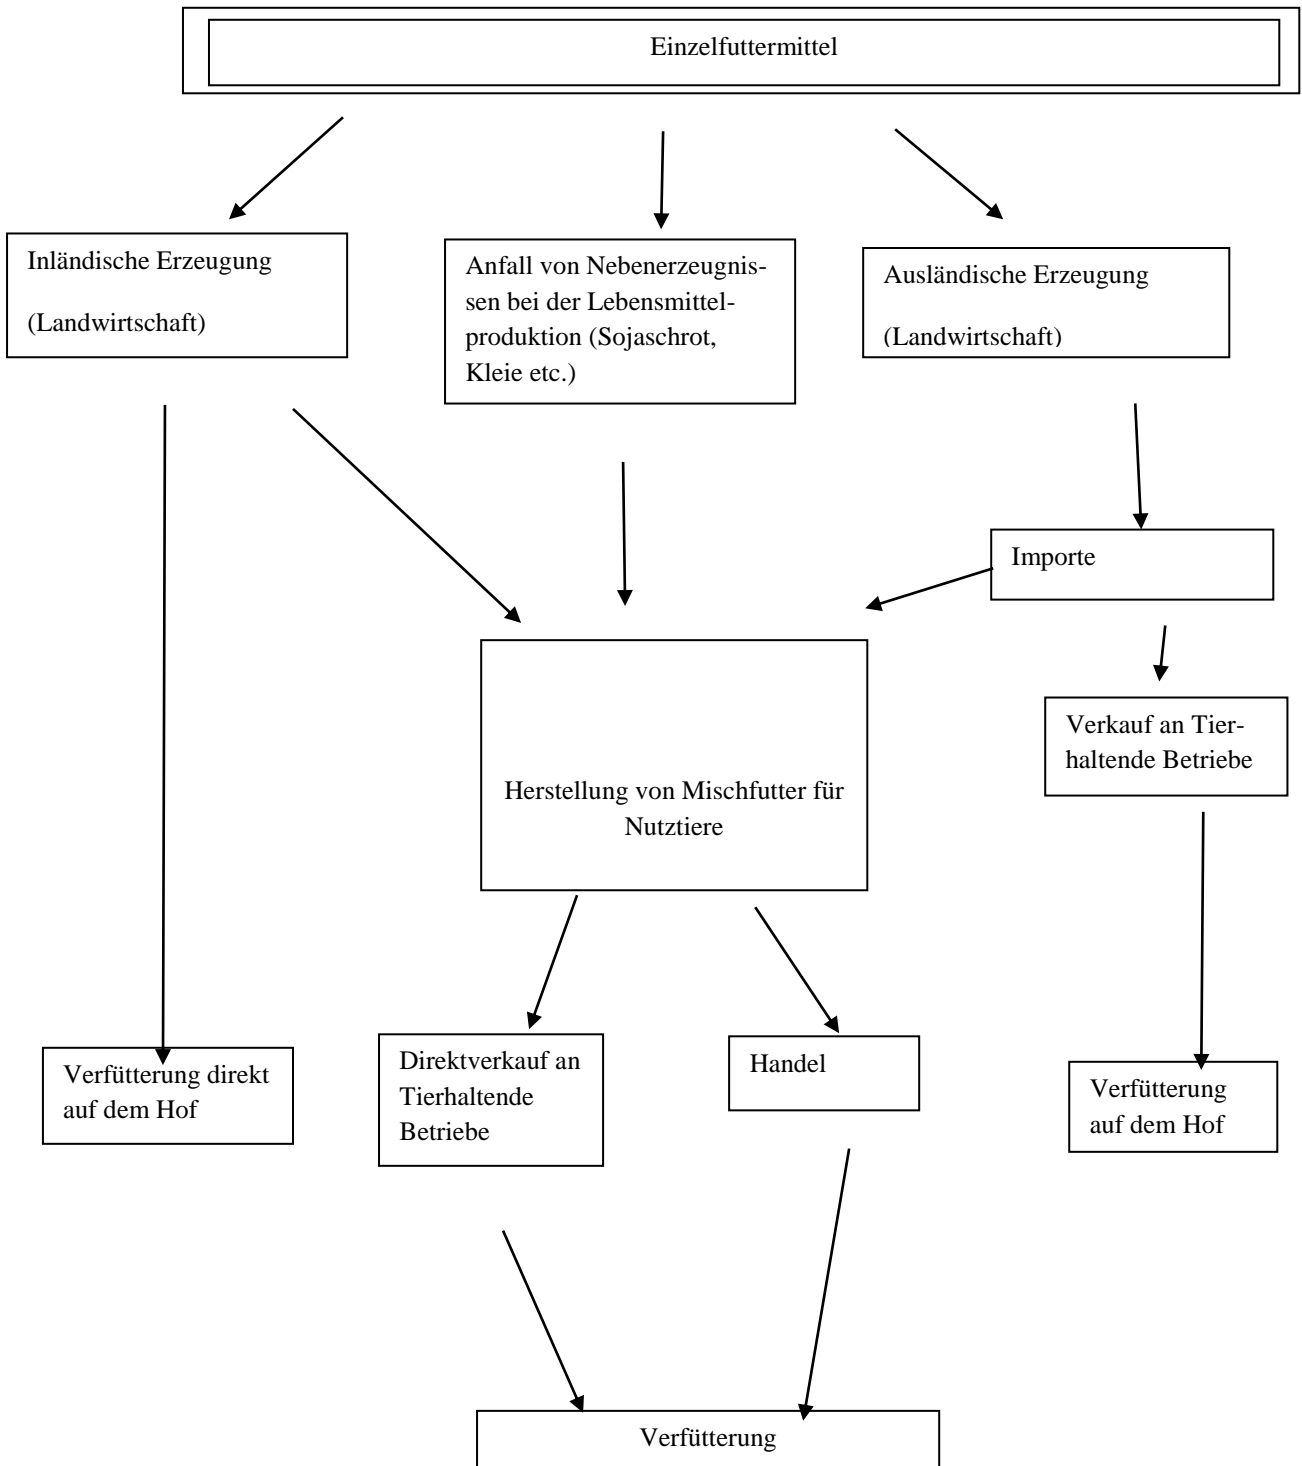 Einzelfuttermittel
Inländische Erzeugung
(Landwirtschaft)
Anfall von Nebenerzeugnis-
sen bei der Lebensmittel-
produktion (Sojaschrot,
Kleie etc.)
Ausländische Erzeugung
(Landwirtschaft)
Importe
Verkauf an Tier-
haltende Betriebe
Herstellung von Mischfutter für
Nutztiere
Verfütterung direkt
auf dem Hof
Direktverkauf an
Tierhaltende
Betriebe
Handel
Verfütterung
auf dem Hof
Verfütterung